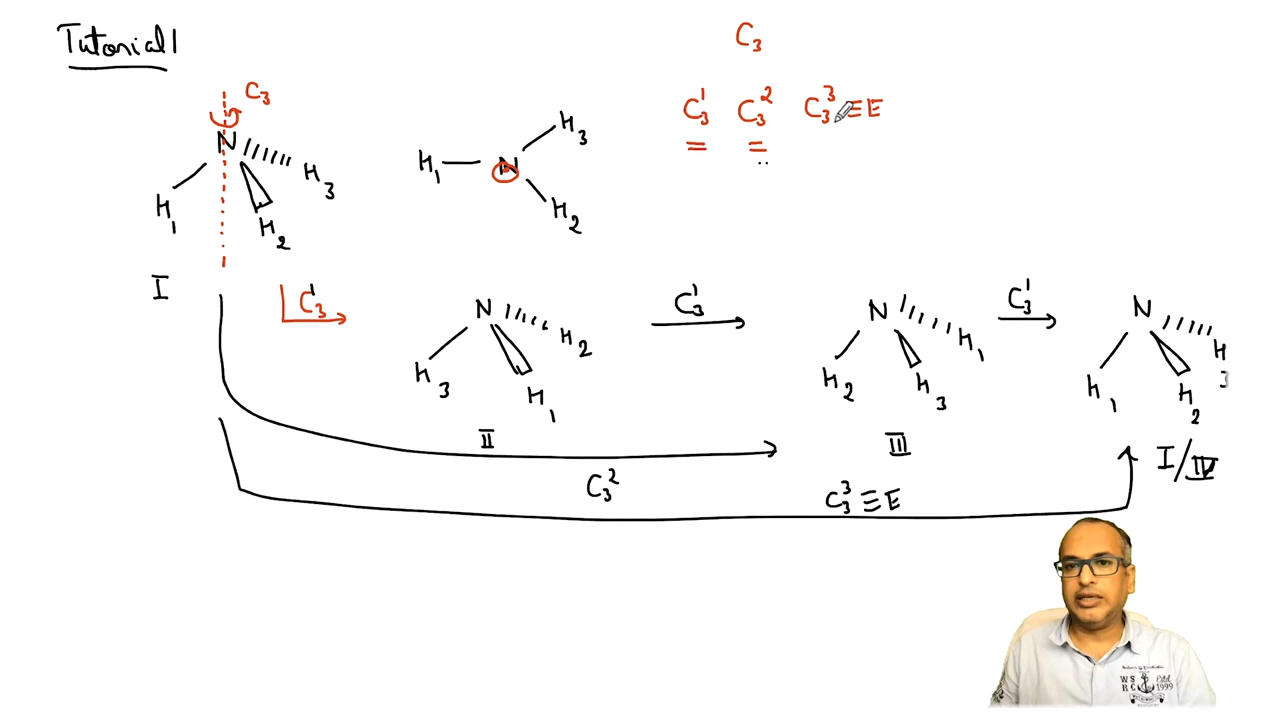 Tutorial 1
C₃
C₃
C₃¹ C₃² C₃³ ≡ E
N
H₁ H₂ H₃
H₁ N H₃
H₂
I
C₃¹
N
H₃ H₁ H₂
II
C₃¹
N
H₂ H₃ H₁
III
C₃¹
N
H₁ H₂ H₃
I/IV
C₃²
C₃³ ≡ E
W S
R C
1999